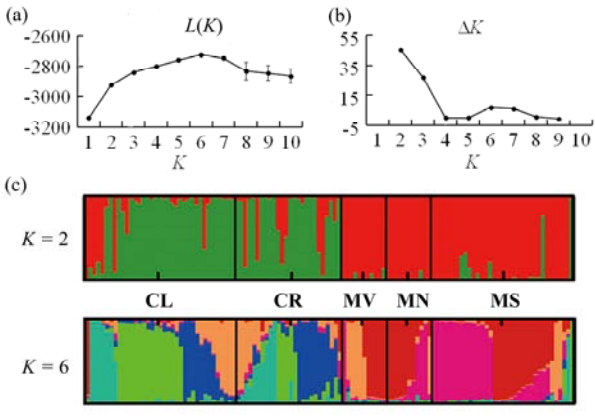 (a) L(K)
-2600
-2800
-3000
-3200
1 2 3 4 5 6 7 8 9 10
K
(b) ΔK
55
35
15
-5
1 2 3 4 5 6 7 8 9 10
K
(c)
K = 2
CL CR MV MN MS
K = 6